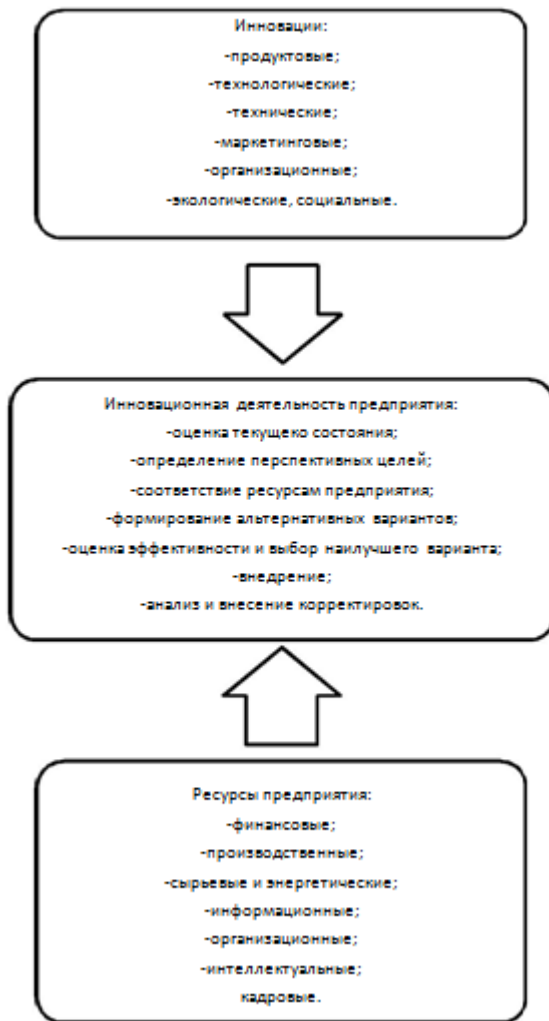 Инновации:
-продуктовые;
-технологические;
-технические;
-маркетинговые;
-организационные;
-экологические, социальные.
Инновационная деятельность предприятия:
-оценка текущеко состояния;
-определение перспективных целей;
-соответствие ресурсам предприятия;
-формирование альтернативных вариантов;
-оценка эффективности и выбор наилучшего варианта;
-внедрение;
-анализ и внесение корректировок.
Ресурсы предприятия:
-финансовые;
-производственные;
-сырьевые и энергетические;
-информационные;
-организационные;
-интеллектуальные;
кадровые.